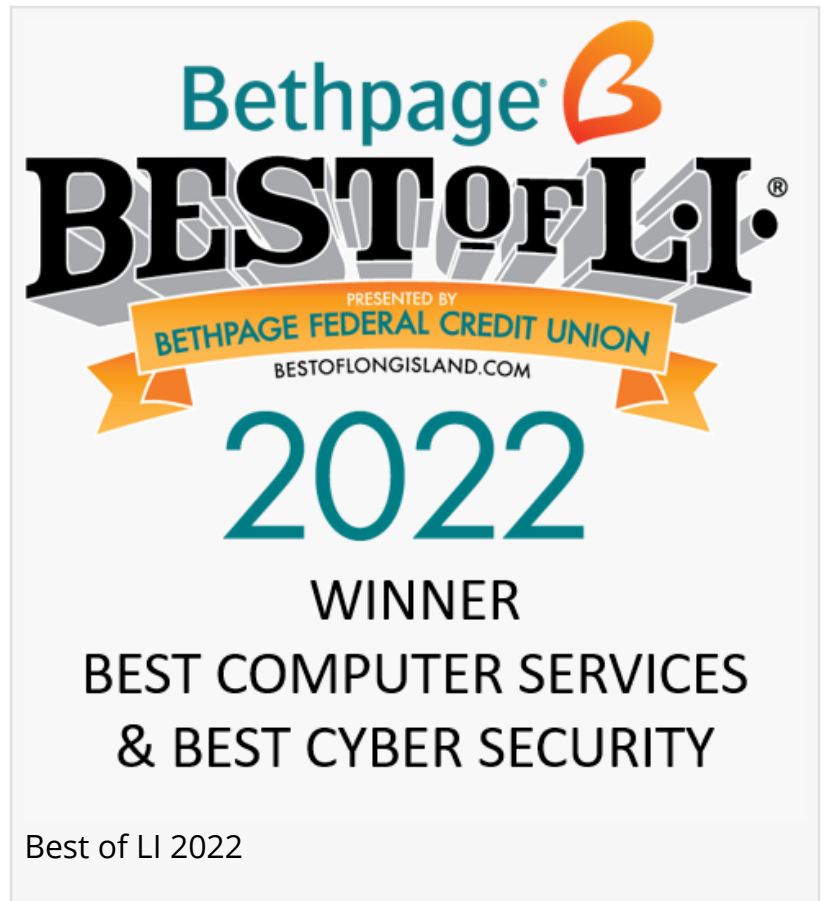 Bethpage®
BEST OF L·I·®
PRESENTED BY
BETHPAGE FEDERAL CREDIT UNION
BESTOFLONGISLAND.COM
2022
WINNER
BEST COMPUTER SERVICES
& BEST CYBER SECURITY
Best of LI 2022